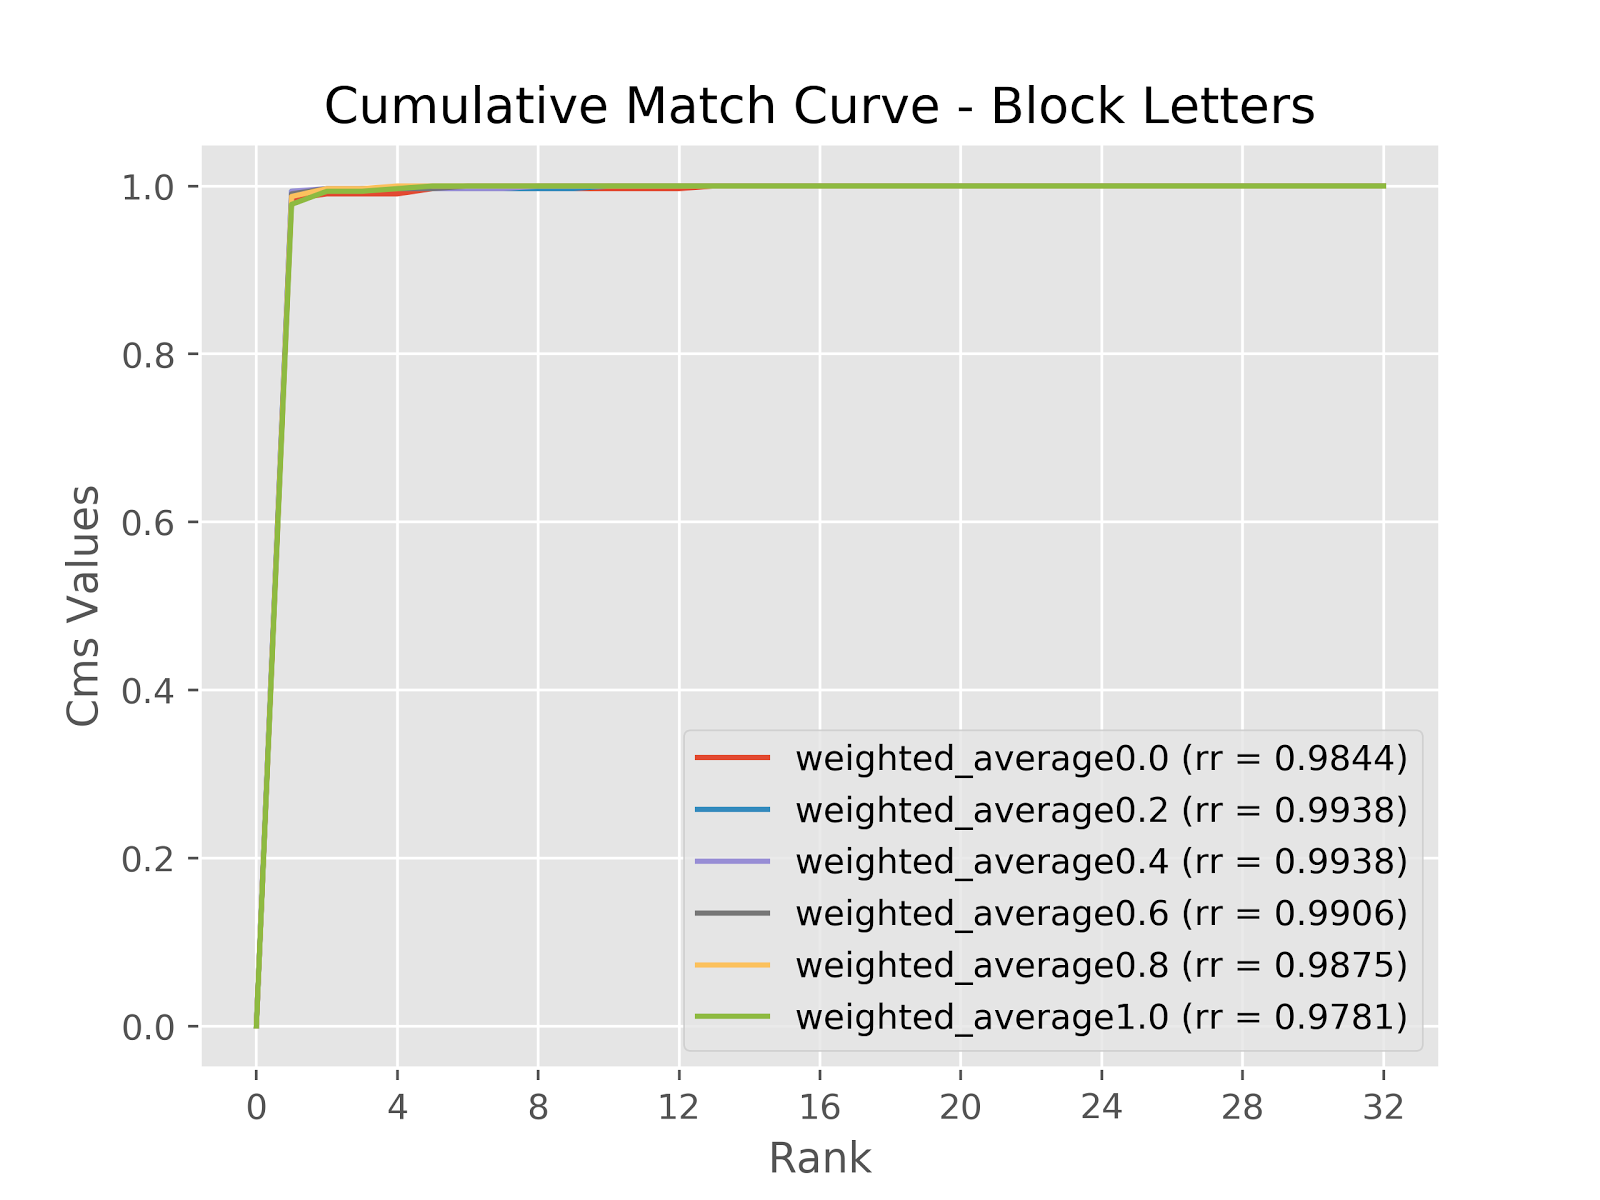 Cumulative Match Curve - Block Letters
1.0
0.8
0.6
0.4
0.2
0.0
Cms Values
weighted_average0.0 (rr = 0.9844)
weighted_average0.2 (rr = 0.9938)
weighted_average0.4 (rr = 0.9938)
weighted_average0.6 (rr = 0.9906)
weighted_average0.8 (rr = 0.9875)
weighted_average1.0 (rr = 0.9781)
0 4 8 12 16 20 24 28 32
Rank